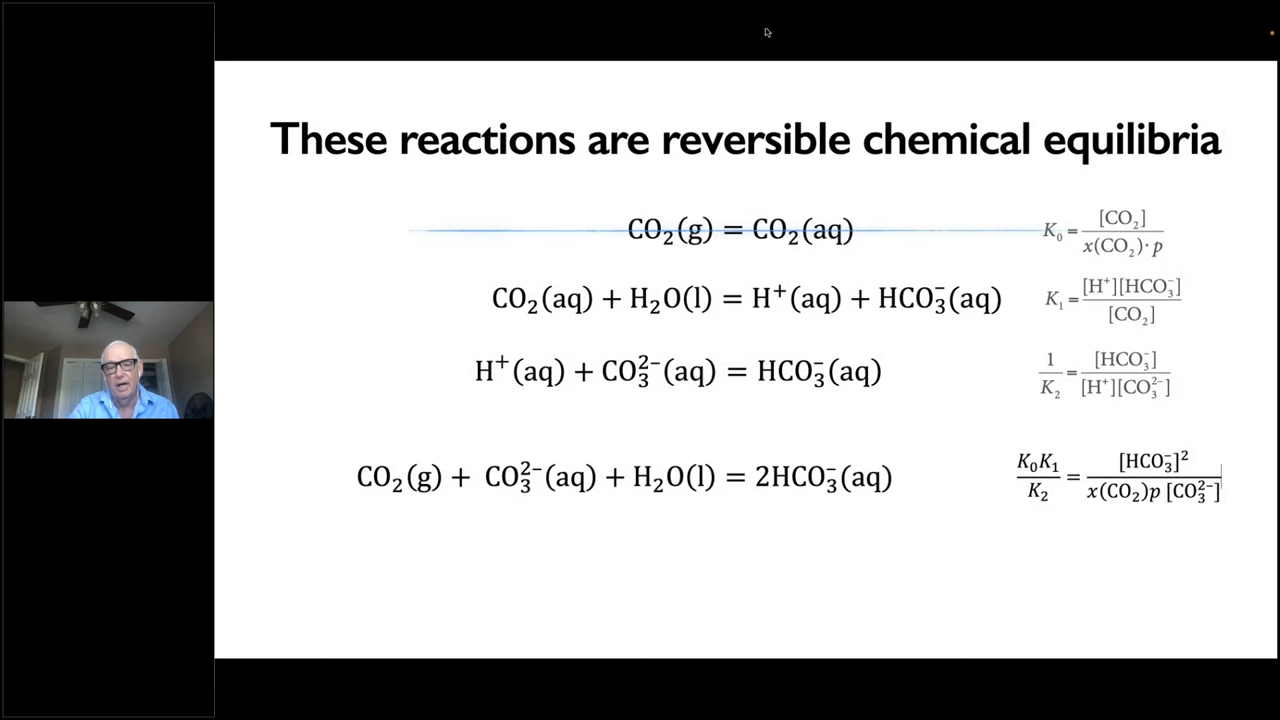 These reactions are reversible chemical equilibria
CO₂(g) = CO₂(aq) K₀ = [CO₂] / x(CO₂)·p
CO₂(aq) + H₂O(l) = H⁺(aq) + HCO₃⁻(aq) K₁ = [H⁺][HCO₃⁻] / [CO₂]
H⁺(aq) + CO₃²⁻(aq) = HCO₃⁻(aq) 1/K₂ = [HCO₃⁻] / [H⁺][CO₃²⁻]
CO₂(g) + CO₃²⁻(aq) + H₂O(l) = 2HCO₃⁻(aq) K₀K₁/K₂ = [HCO₃⁻]² / x(CO₂)p [CO₃²⁻]